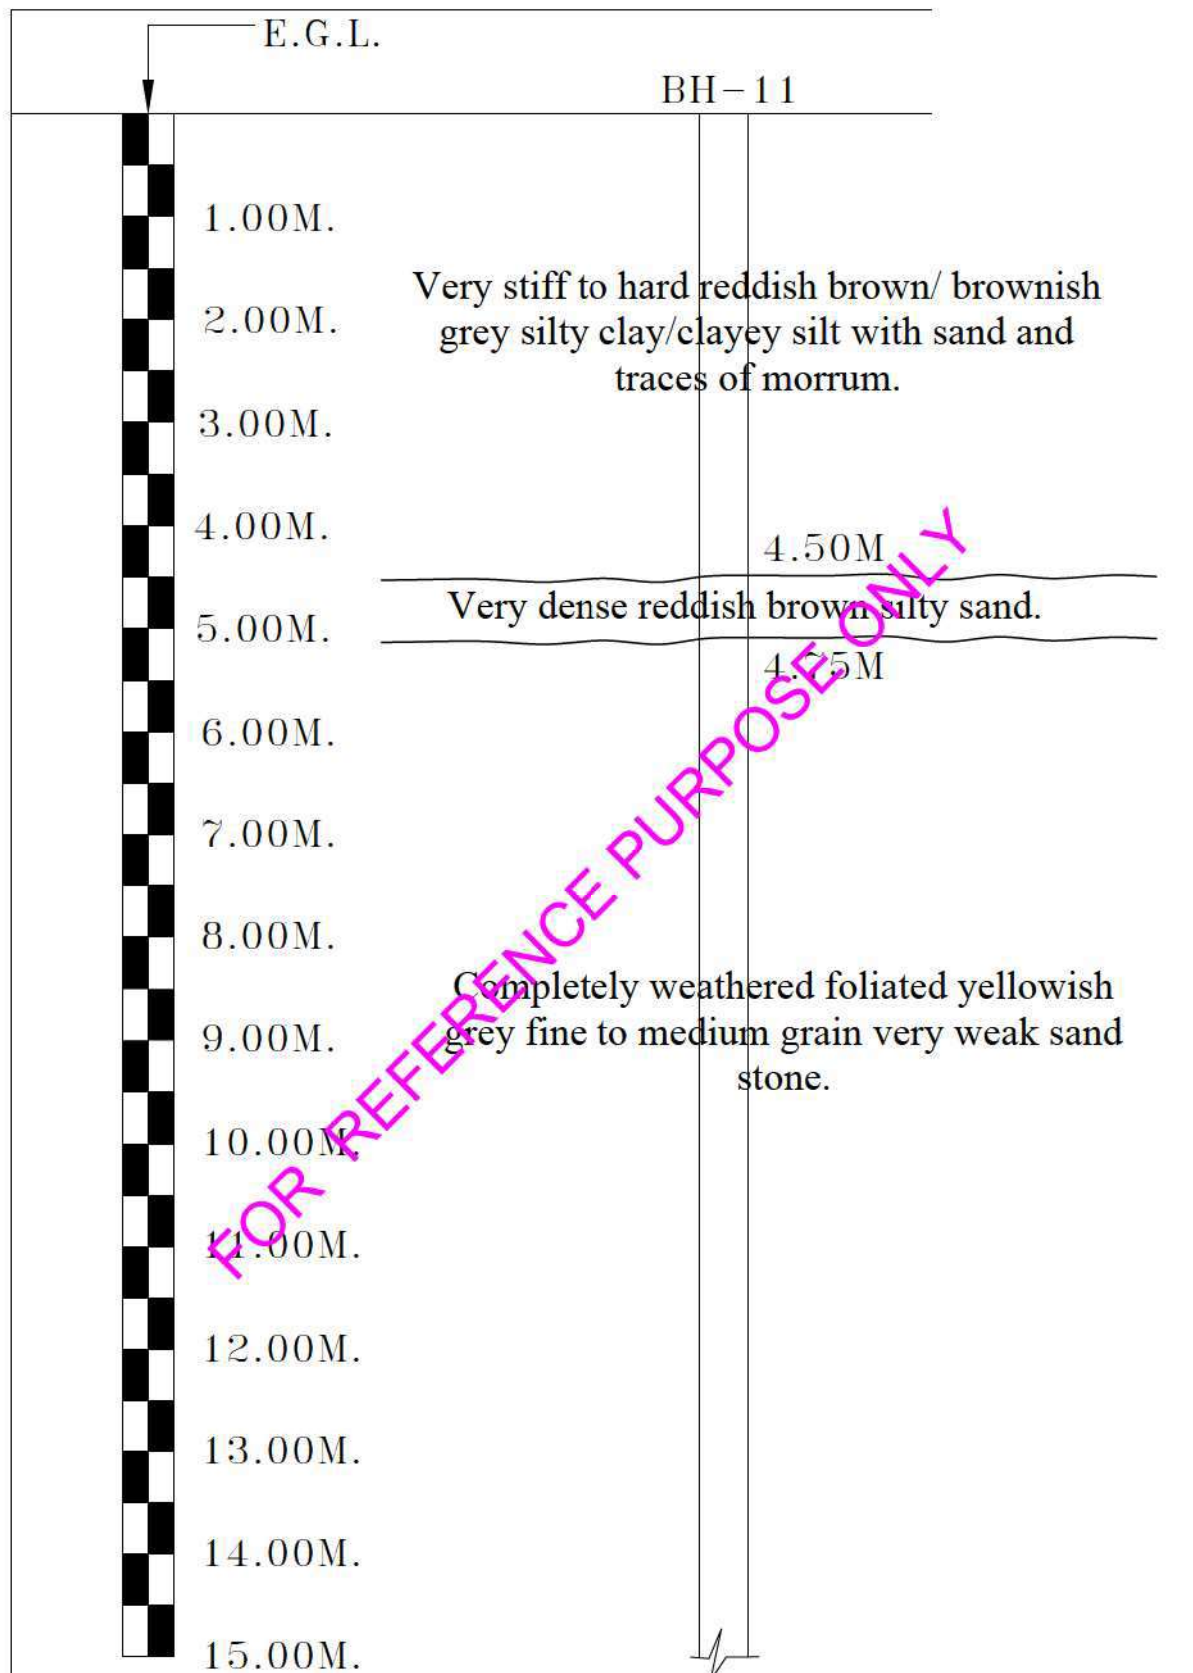 E.G.L.
BH-11
1.00M.
Very stiff to hard reddish brown/ brownish
2.00M.
grey silty clay/clayey silt with sand and
traces of morrum.
3.00M.
4.00M.
4.50M
Very dense reddish brown silty sand.
5.00M.
4.75M
6.00M.
7.00M.
8.00M.
Completely weathered foliated yellowish
9.00M.
grey fine to medium grain very weak sand
stone.
10.00M.
11.00M.
12.00M.
13.00M.
14.00M.
15.00M.
FOR REFERENCE PURPOSE ONLY